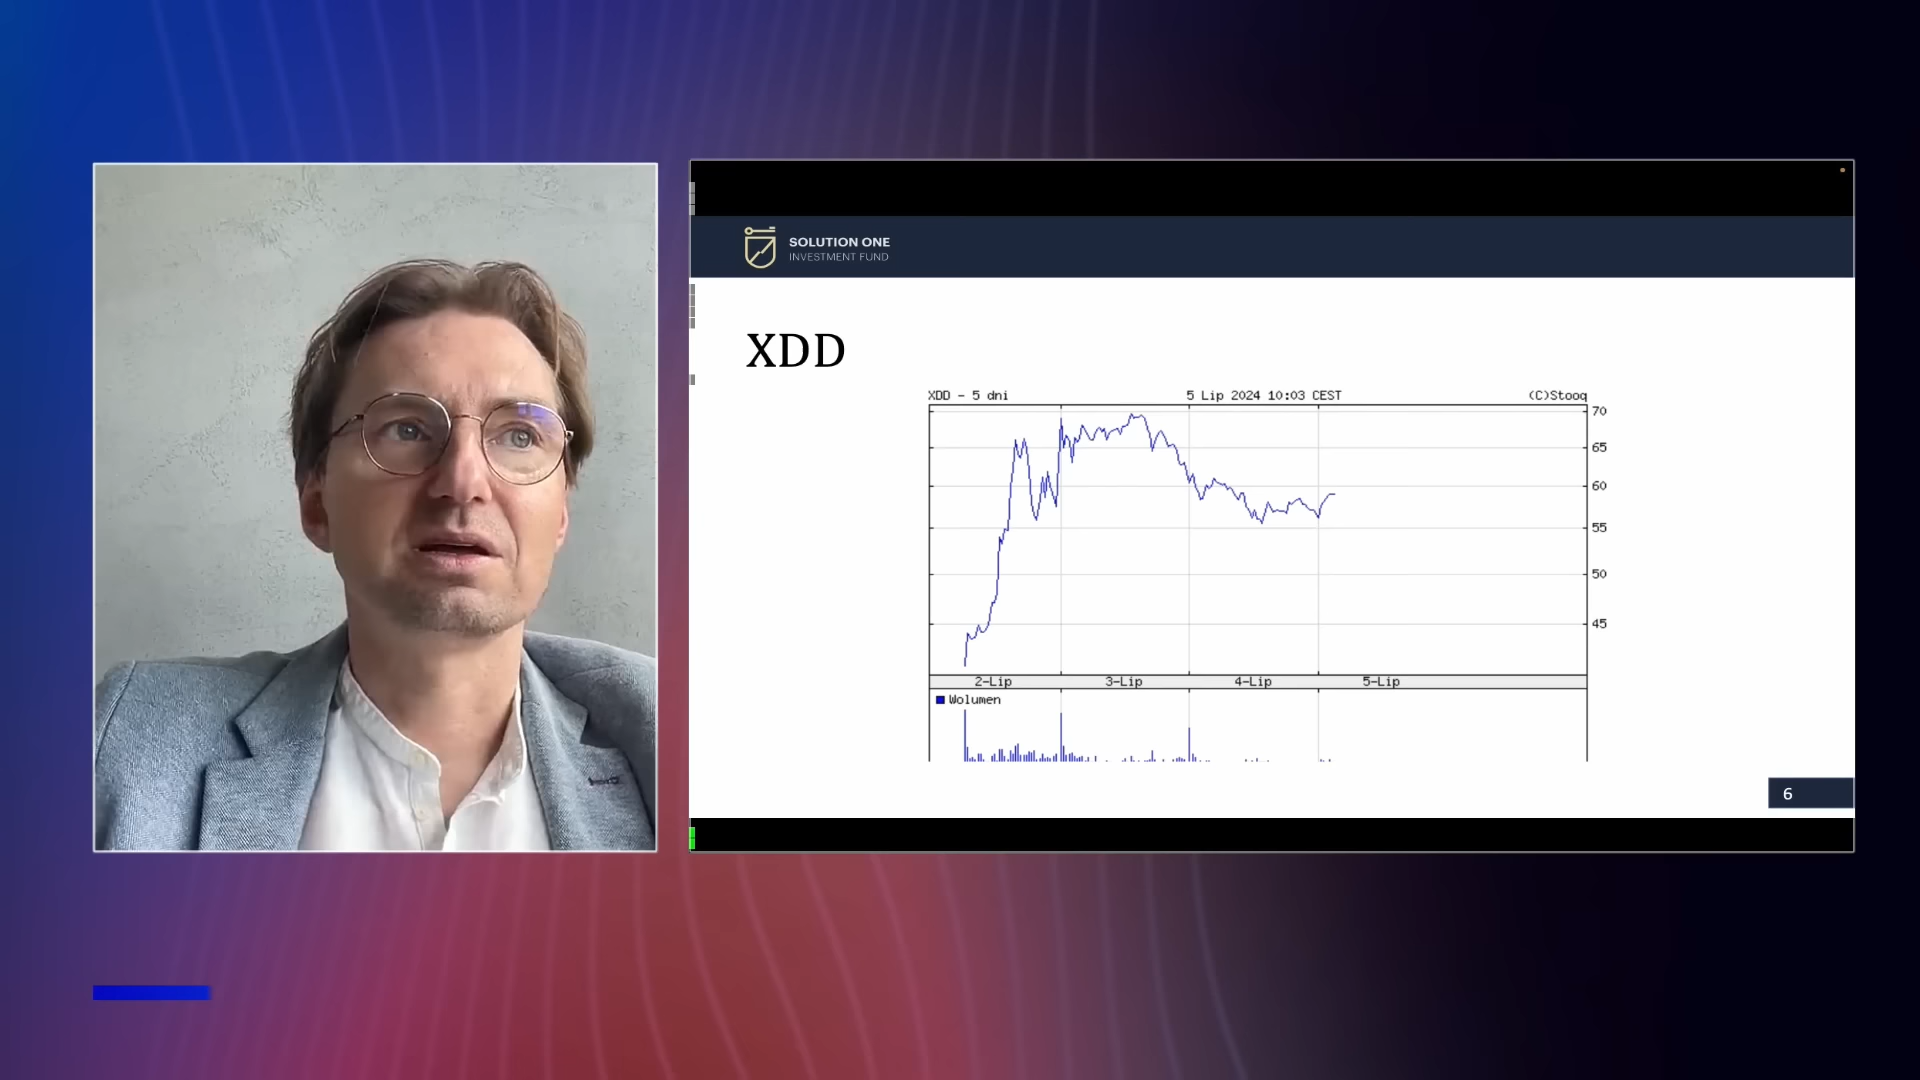 SOLUTION ONE
INVESTMENT FUND
XDD
XDD - 5 dni 5 Lip 2024 10:03 CEST (C)Stooq
70
65
60
55
50
45
2-Lip 3-Lip 4-Lip 5-Lip
Wolumen
6